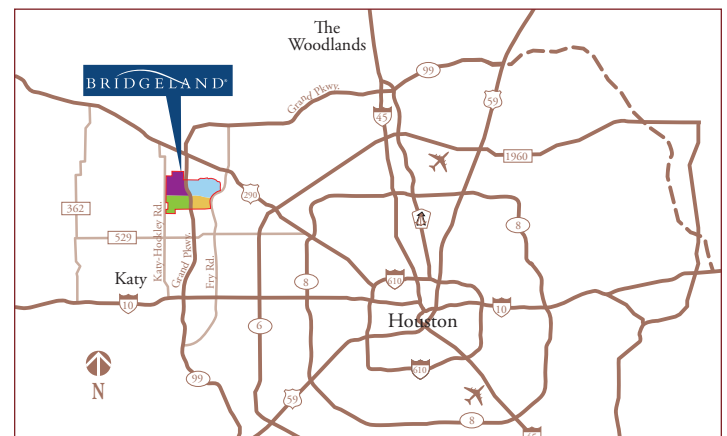 The
Woodlands
99
59
Grand Pkwy.
BRIDGELAND®
45
1960
290
362
Katy-Hockley Rd.
8
529
Grand Pkwy.
Fry Rd.
Katy
8
610
10
10
Houston
6
610
N
99
59
8
45